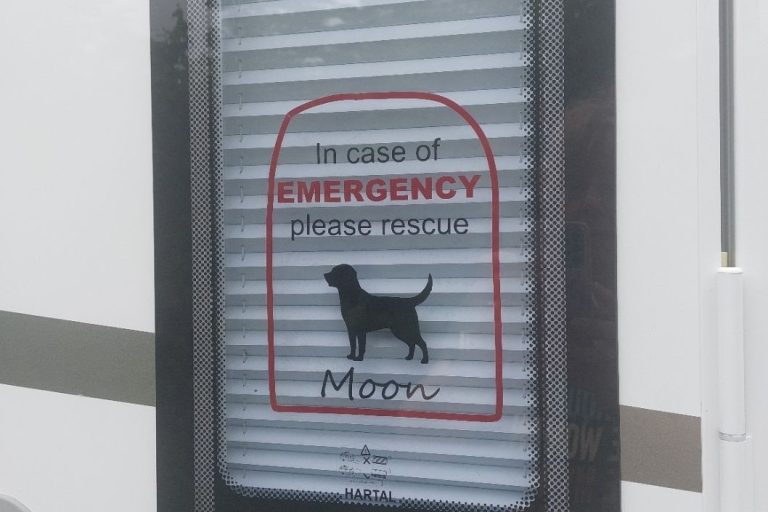 In case of
EMERGENCY
please rescue
Moon
HARTAL